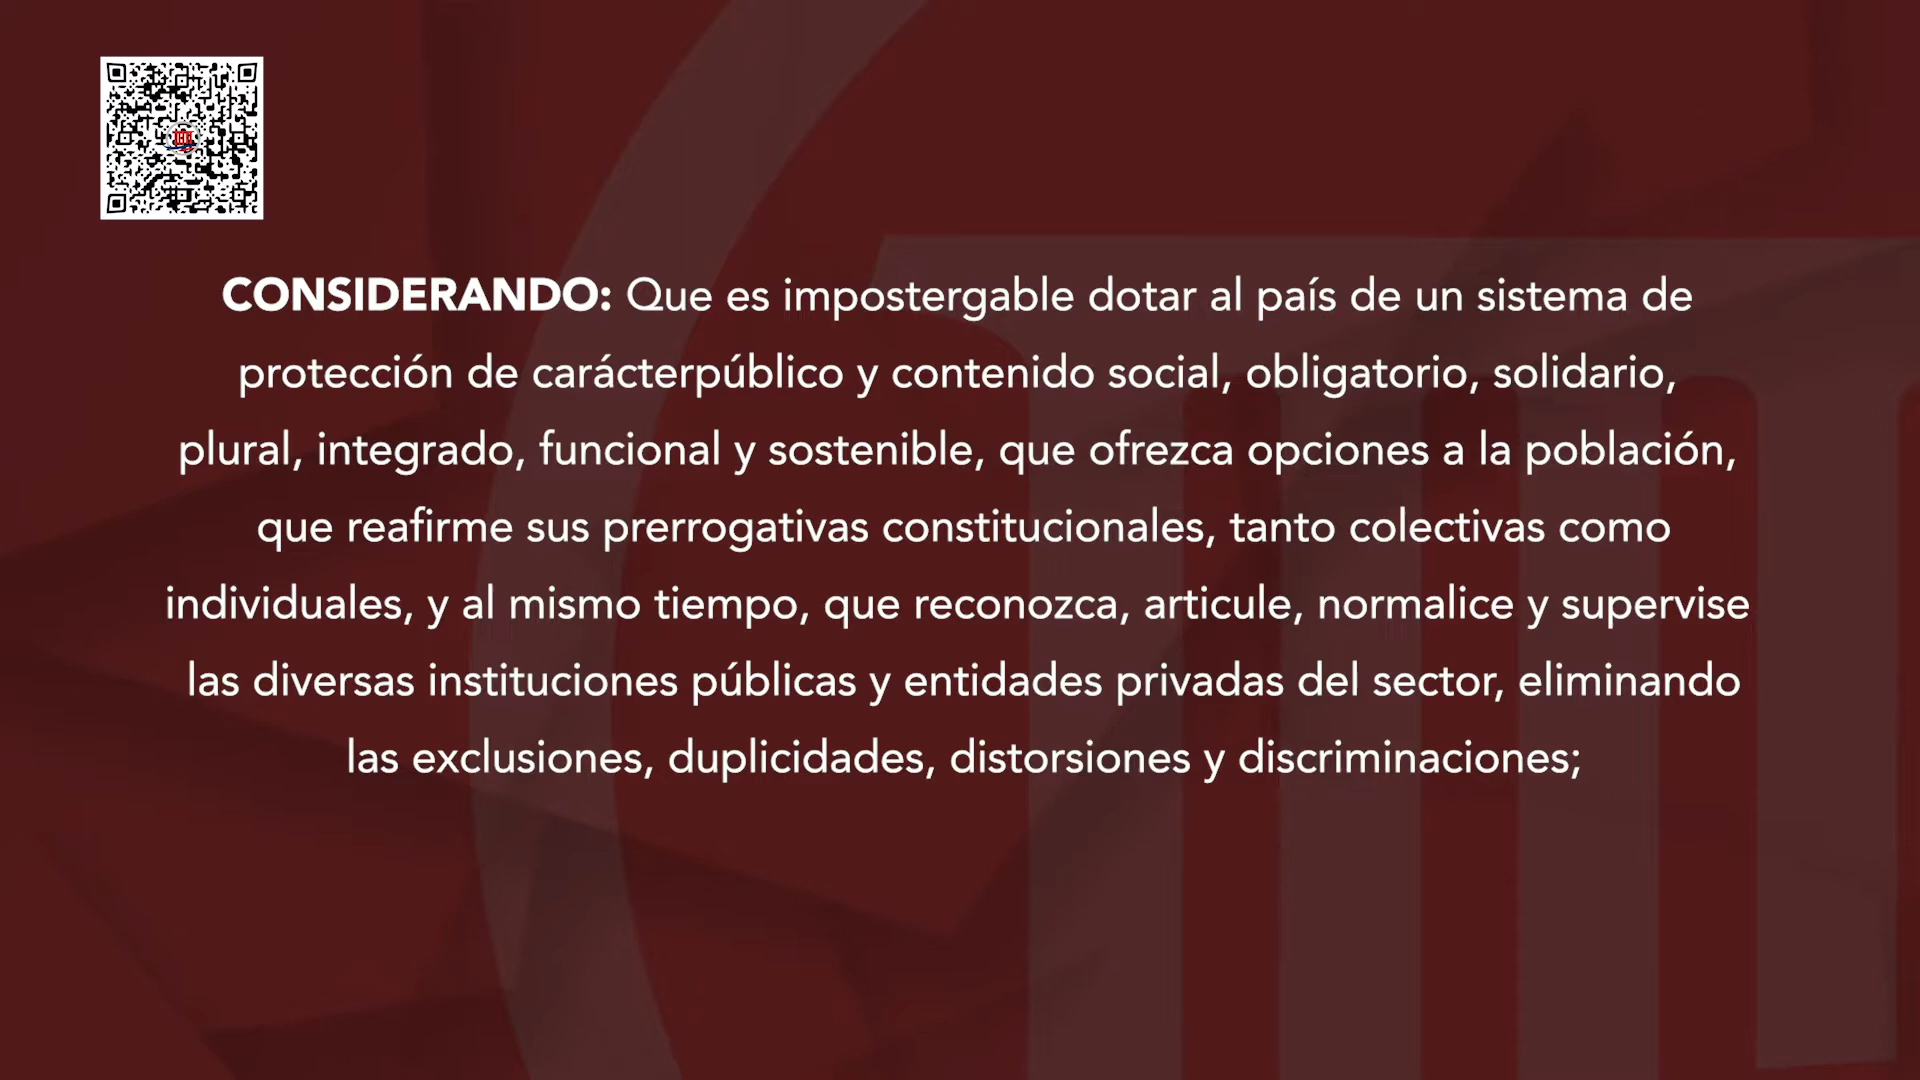 CONSIDERANDO: Que es impostergable dotar al país de un sistema de
protección de carácterpúblico y contenido social, obligatorio, solidario,
plural, integrado, funcional y sostenible, que ofrezca opciones a la población,
que reafirme sus prerrogativas constitucionales, tanto colectivas como
individuales, y al mismo tiempo, que reconozca, articule, normalice y supervise
las diversas instituciones públicas y entidades privadas del sector, eliminando
las exclusiones, duplicidades, distorsiones y discriminaciones;